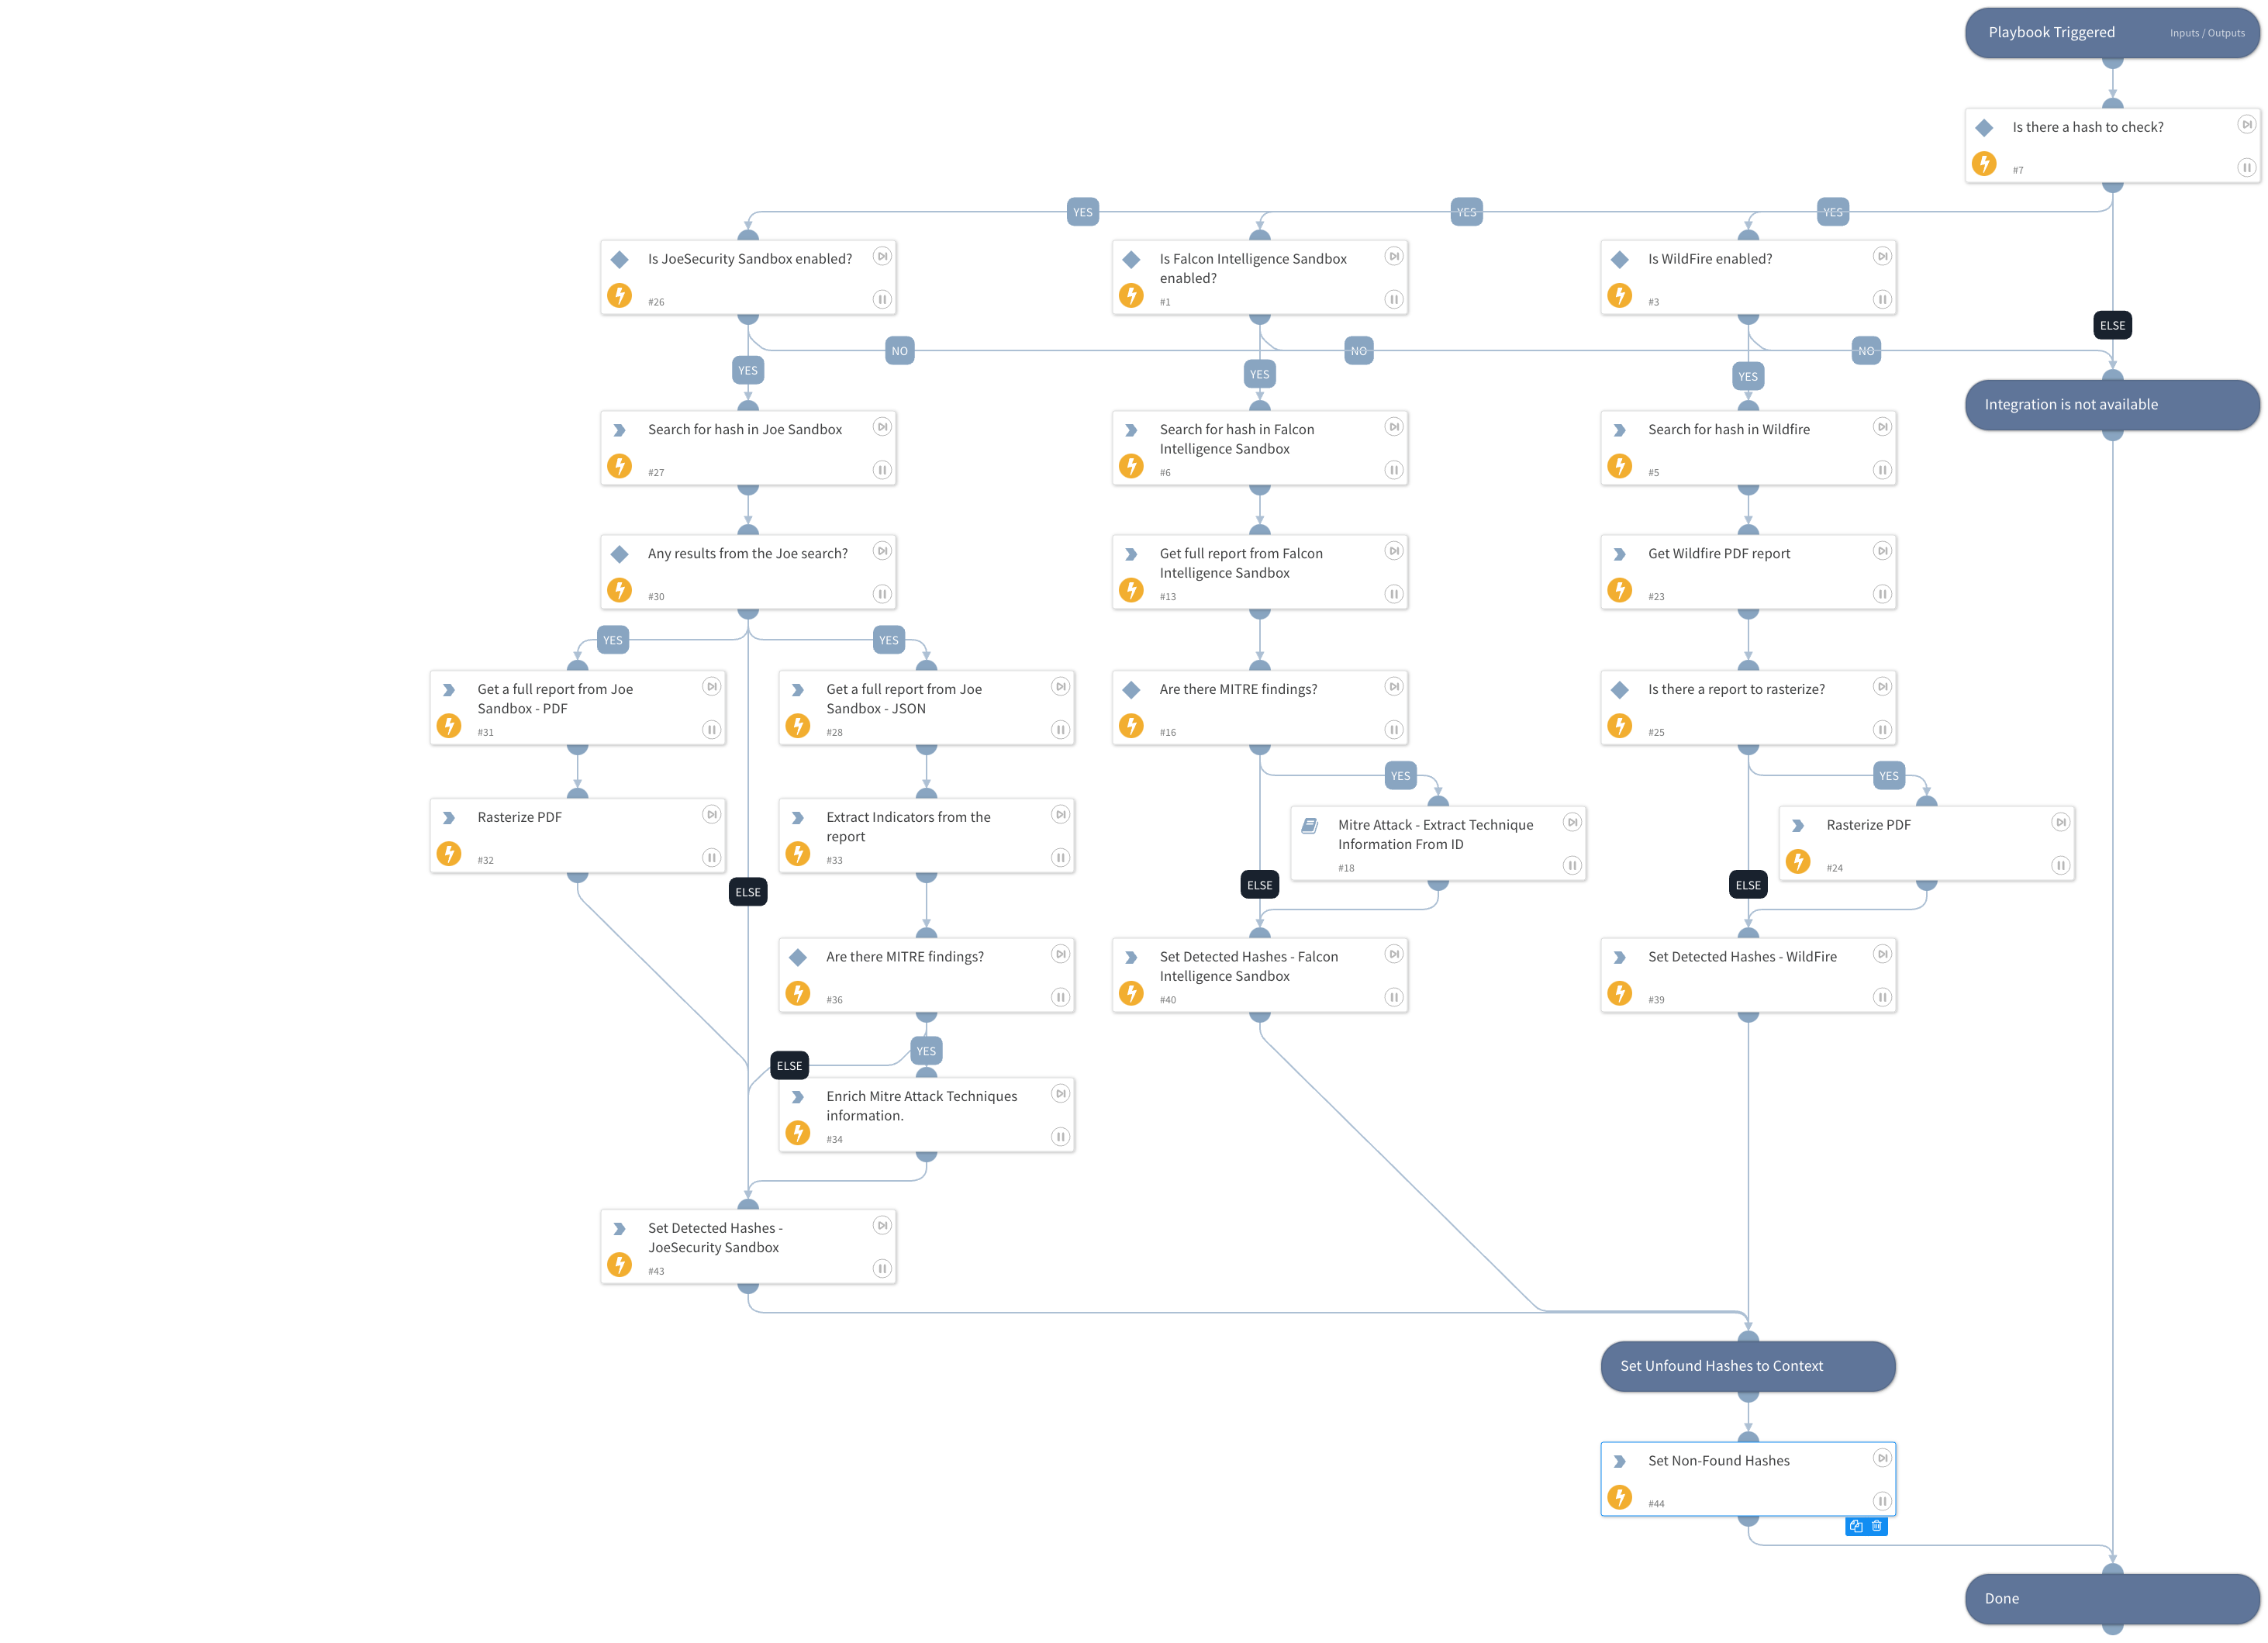 Playbook Triggered
Inputs / Outputs
Is there a hash to check?
#7
YES
YES
YES
Is JoeSecurity Sandbox enabled?
#26
Is Falcon Intelligence Sandbox
enabled?
#1
Is WildFire enabled?
#3
ELSE
NO
NO
NO
YES
YES
YES
Integration is not available
Search for hash in Joe Sandbox
#27
Search for hash in Falcon
Intelligence Sandbox
#6
Search for hash in Wildfire
#5
Any results from the Joe search?
#30
Get full report from Falcon
Intelligence Sandbox
#13
Get Wildfire PDF report
#23
YES
YES
Get a full report from Joe
Sandbox - PDF
#31
Get a full report from Joe
Sandbox - JSON
#28
Are there MITRE findings?
#16
Is there a report to rasterize?
#25
YES
YES
Rasterize PDF
#32
Extract Indicators from the
report
#33
Mitre Attack - Extract Technique
Information From ID
#18
Rasterize PDF
#24
ELSE
ELSE
ELSE
Are there MITRE findings?
#36
Set Detected Hashes - Falcon
Intelligence Sandbox
#40
Set Detected Hashes - WildFire
#39
YES
ELSE
Enrich Mitre Attack Techniques
information.
#34
Set Detected Hashes -
JoeSecurity Sandbox
#43
Set Unfound Hashes to Context
Set Non-Found Hashes
#44
Done